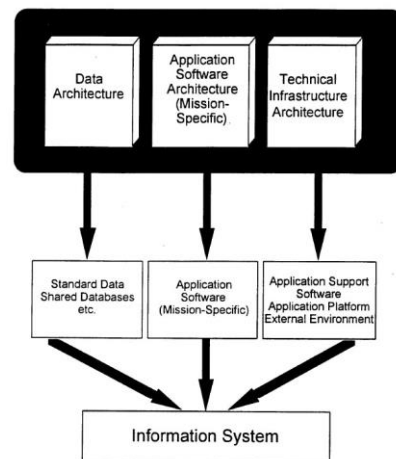 Data
Architecture
Application
Software
Architecture
(Mission-
Specific)
Technical
Infrastructure
Architecture
Standard Data
Shared Databases
etc.
Application
Software
(Mission-Specific)
Application Support
Software
Application Platform
External Environment
Information System